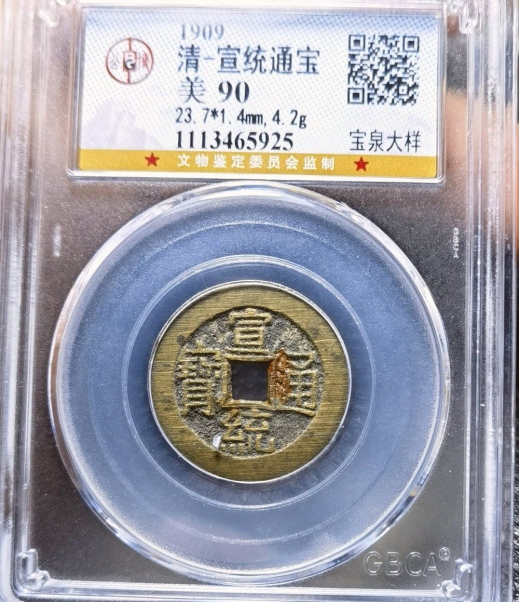 1909
清-宣统通宝
美 90
23.7*1.4mm, 4.2g
1113465925
宝泉大样
★ 文物鉴定委员会监制 ★
宣
寶 通
統
GBCA®